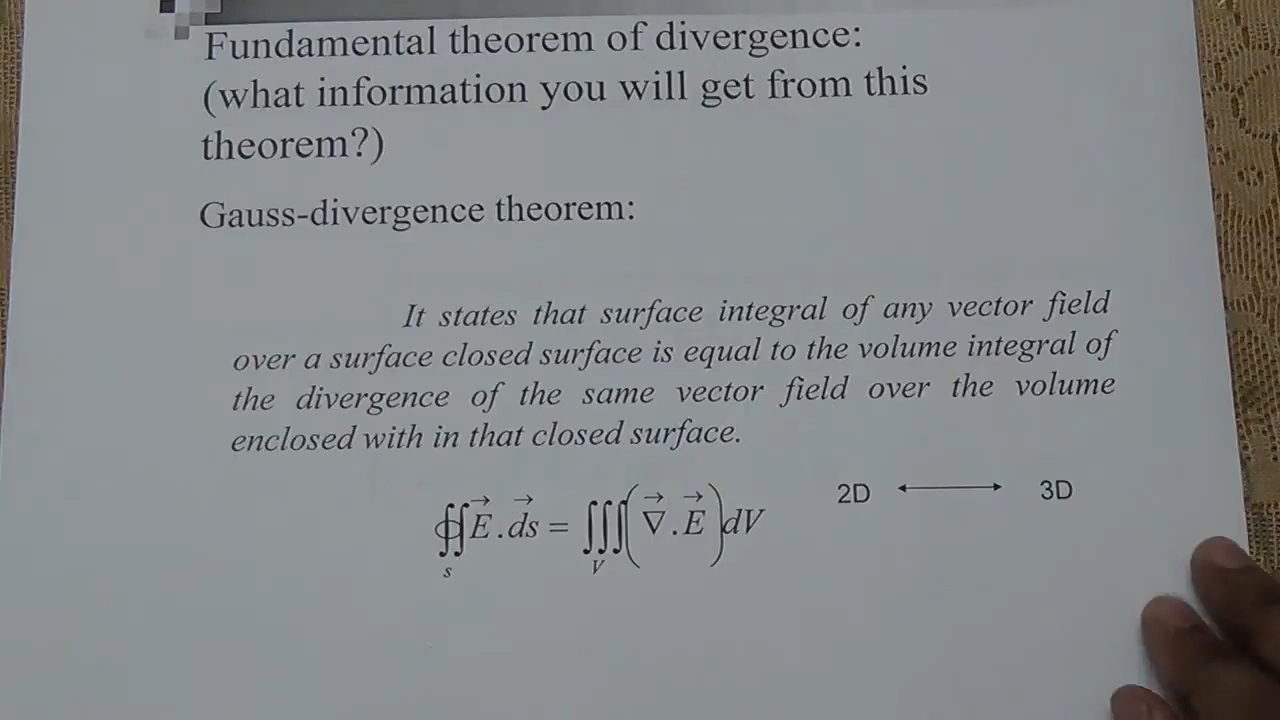 Fundamental theorem of divergence:
(what information you will get from this
theorem?)
Gauss-divergence theorem:
It states that surface integral of any vector field
over a surface closed surface is equal to the volume integral of
the divergence of the same vector field over the volume
enclosed with in that closed surface.
∯_s E⃗ . d⃗s = ∭_V (∇⃗ . E⃗) dV 2D ⟷ 3D